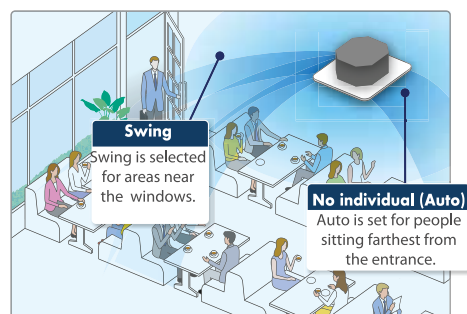 Swing
Swing is selected
for areas near
the windows.
No individual (Auto)
Auto is set for people
sitting farthest from
the entrance.